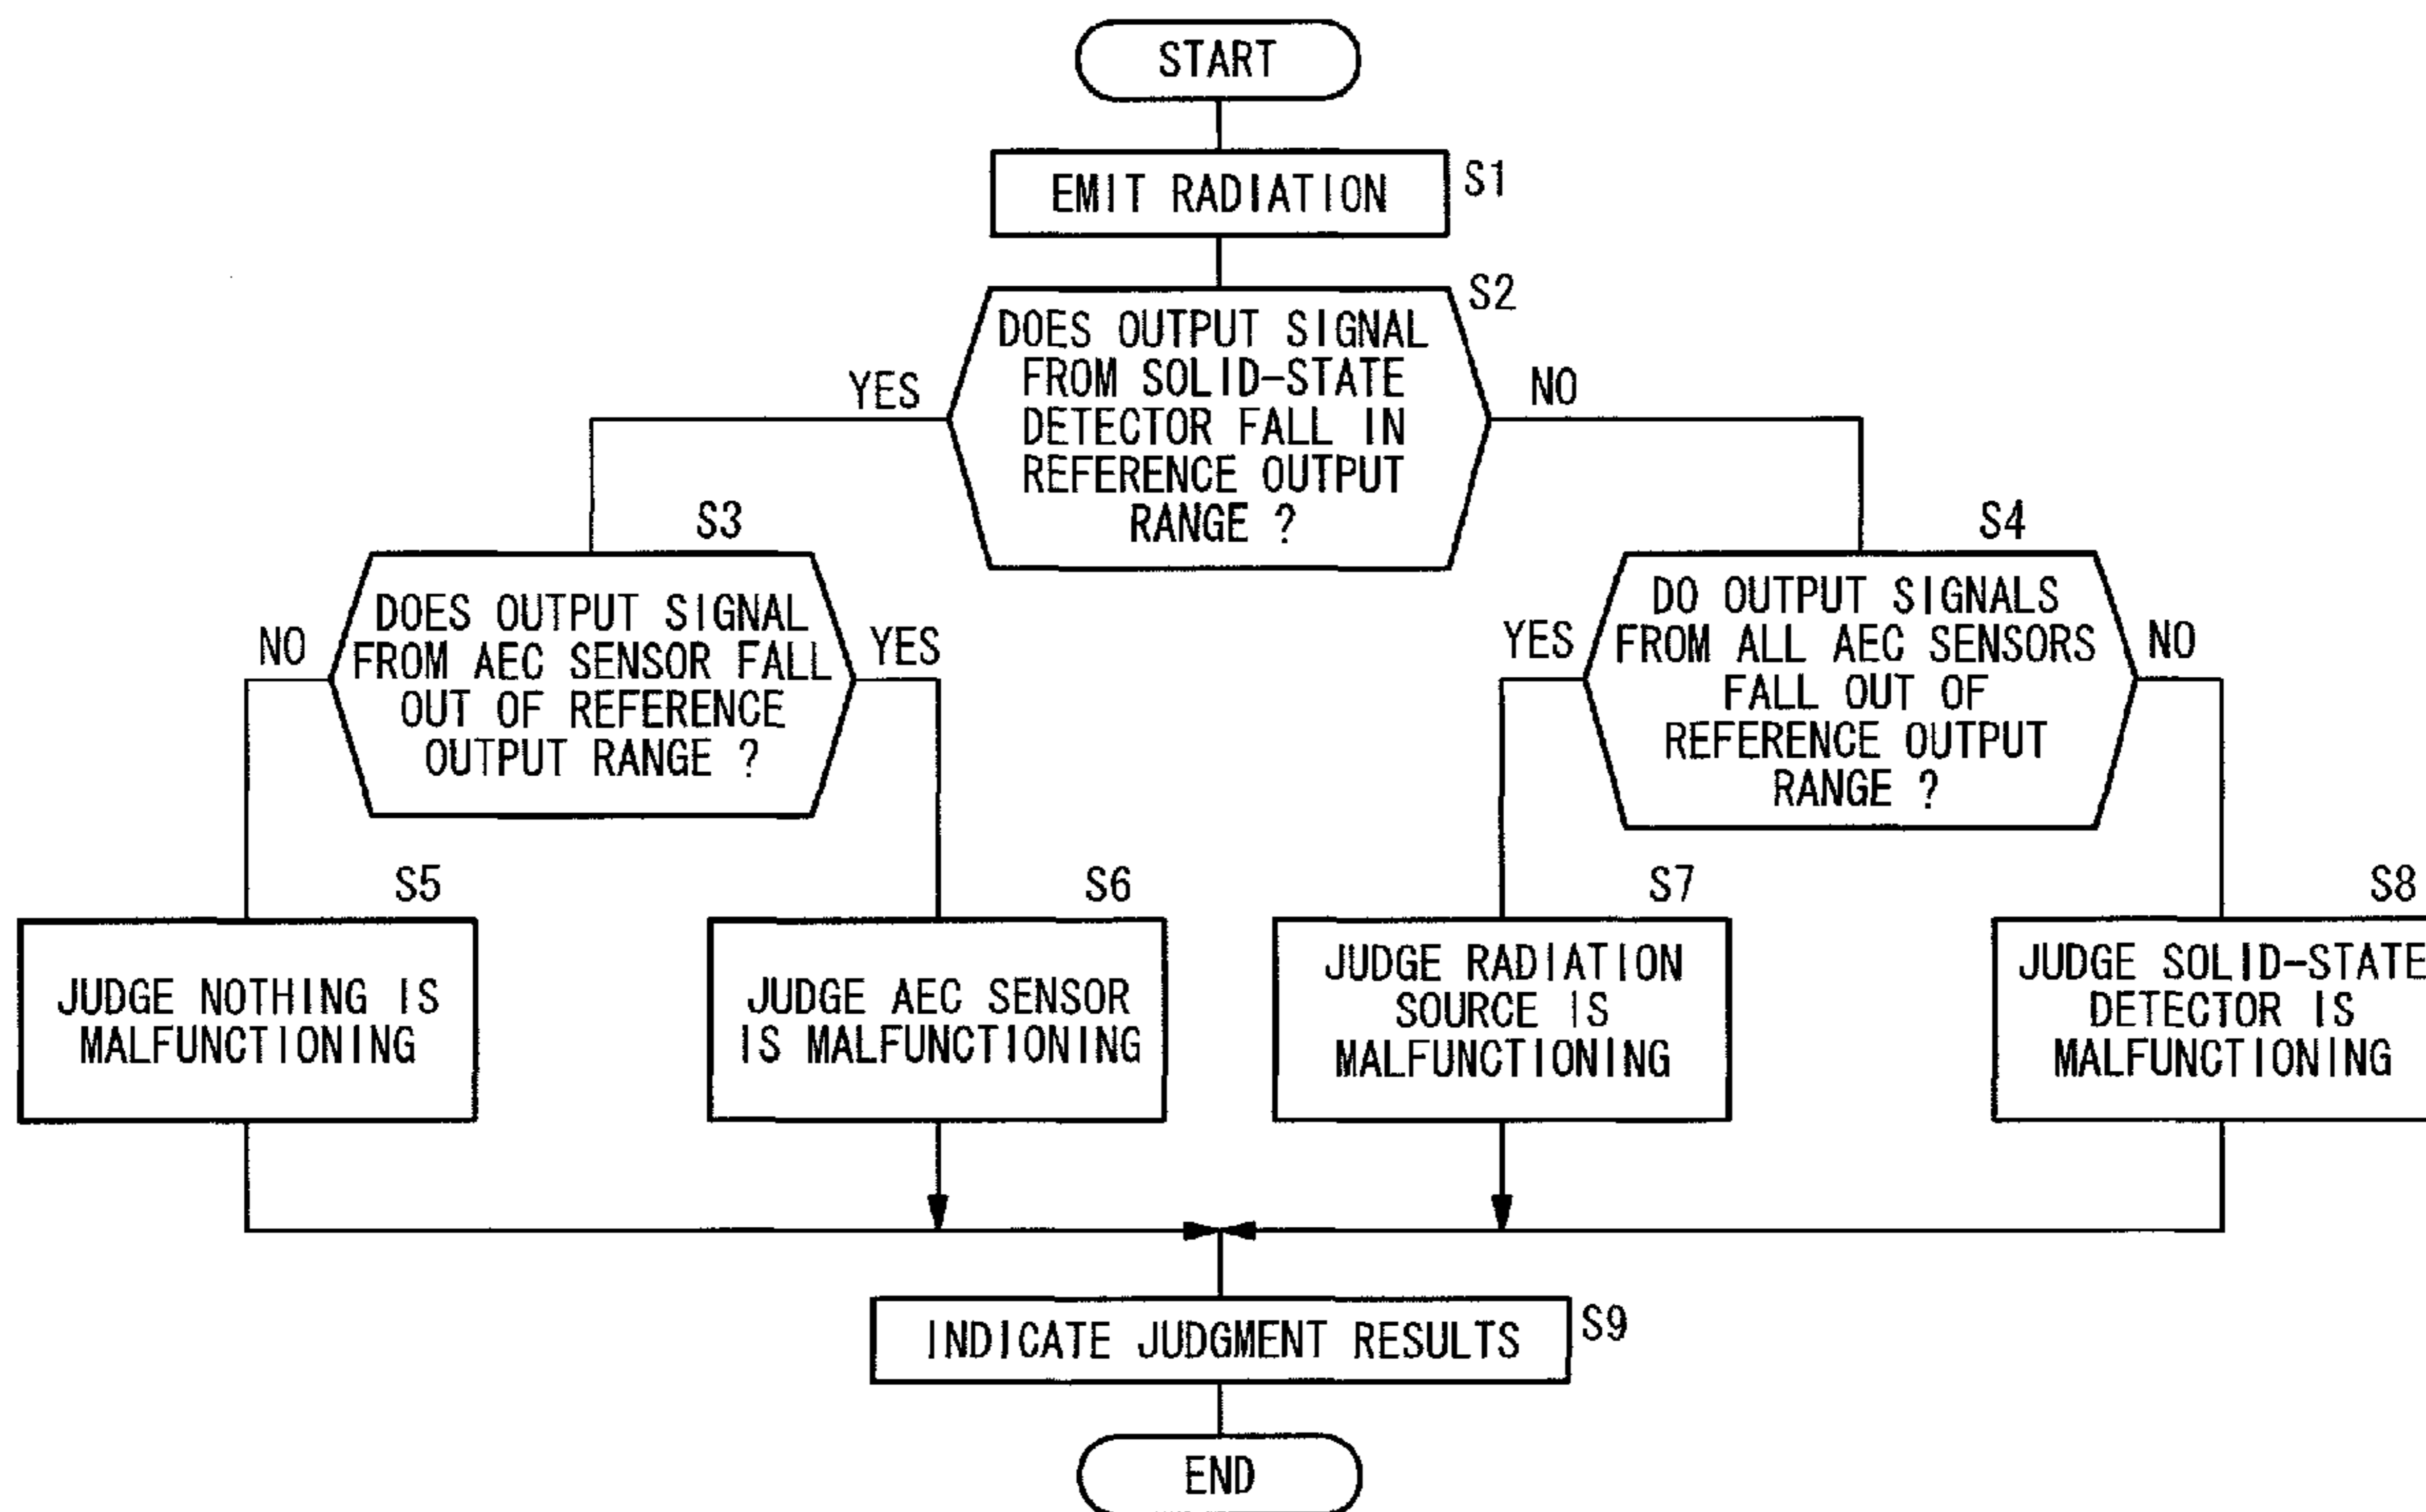 START
EMIT RADIATION
S1
S2
DOES OUTPUT SIGNAL
FROM SOLID-STATE
DETECTOR FALL IN
REFERENCE OUTPUT
RANGE ?
YES
NO
S3
DOES OUTPUT SIGNAL
FROM AEC SENSOR FALL
OUT OF REFERENCE
OUTPUT RANGE ?
NO
YES
S4
DO OUTPUT SIGNALS
FROM ALL AEC SENSORS
FALL OUT OF
REFERENCE OUTPUT
RANGE ?
YES
NO
S5
JUDGE NOTHING IS
MALFUNCTIONING
S6
JUDGE AEC SENSOR
IS MALFUNCTIONING
S7
JUDGE RADIATION
SOURCE IS
MALFUNCTIONING
S8
JUDGE SOLID-STATE
DETECTOR IS
MALFUNCTIONING
INDICATE JUDGMENT RESULTS
S9
END